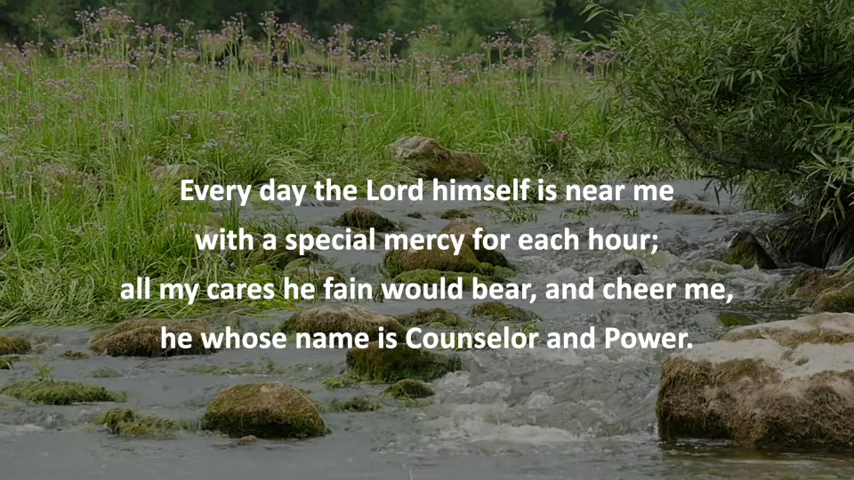 Every day the Lord himself is near me
with a special mercy for each hour;
all my cares he fain would bear, and cheer me,
he whose name is Counselor and Power.